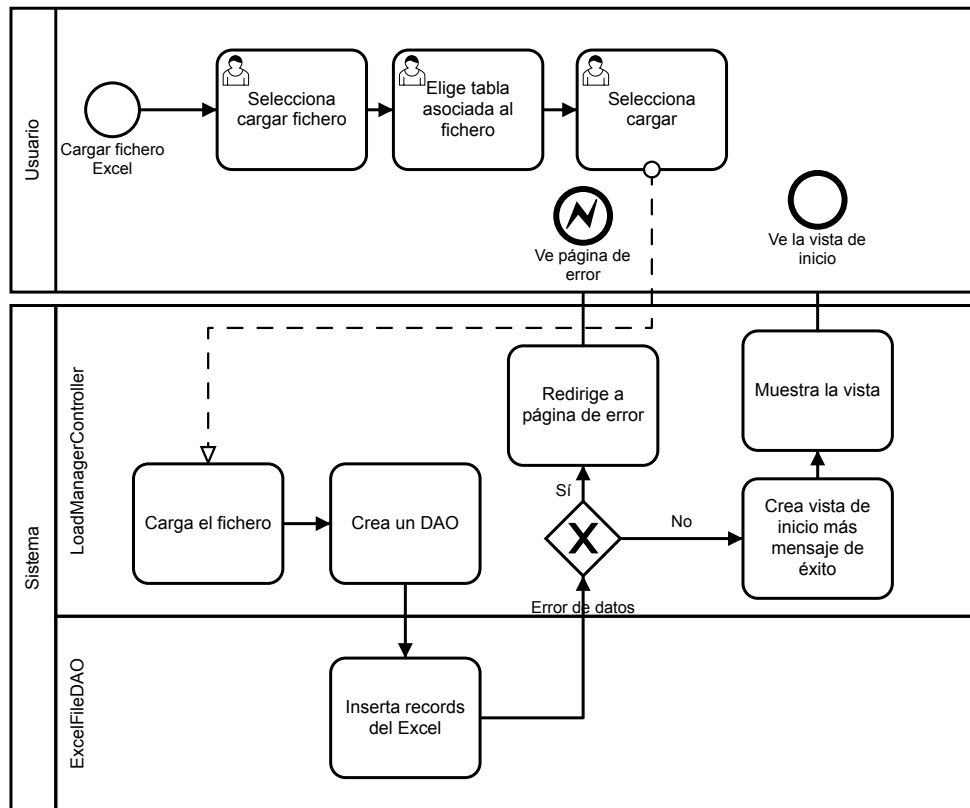 Usuario
Cargar fichero
Excel
Selecciona
cargar fichero
Elige tabla
asociada al
fichero
Selecciona
cargar
Ve página de
error
Ve la vista de
inicio
Sistema
LoadManagerController
Carga el fichero
Crea un DAO
Redirige a
página de error
Sí
No
Error de datos
Muestra la vista
Crea vista de
inicio más
mensaje de
éxito
ExcelFileDAO
Inserta records
del Excel